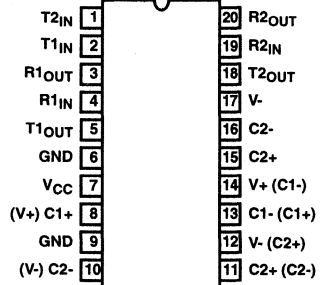 T2IN 1 20 R2OUT
T1IN 2 19 R2IN
R1OUT 3 18 T2OUT
R1IN 4 17 V-
T1OUT 5 16 C2-
GND 6 15 C2+
VCC 7 14 V+ (C1-)
(V+) C1+ 8 13 C1- (C1+)
GND 9 12 V- (C2+)
(V-) C2- 10 11 C2+ (C2-)